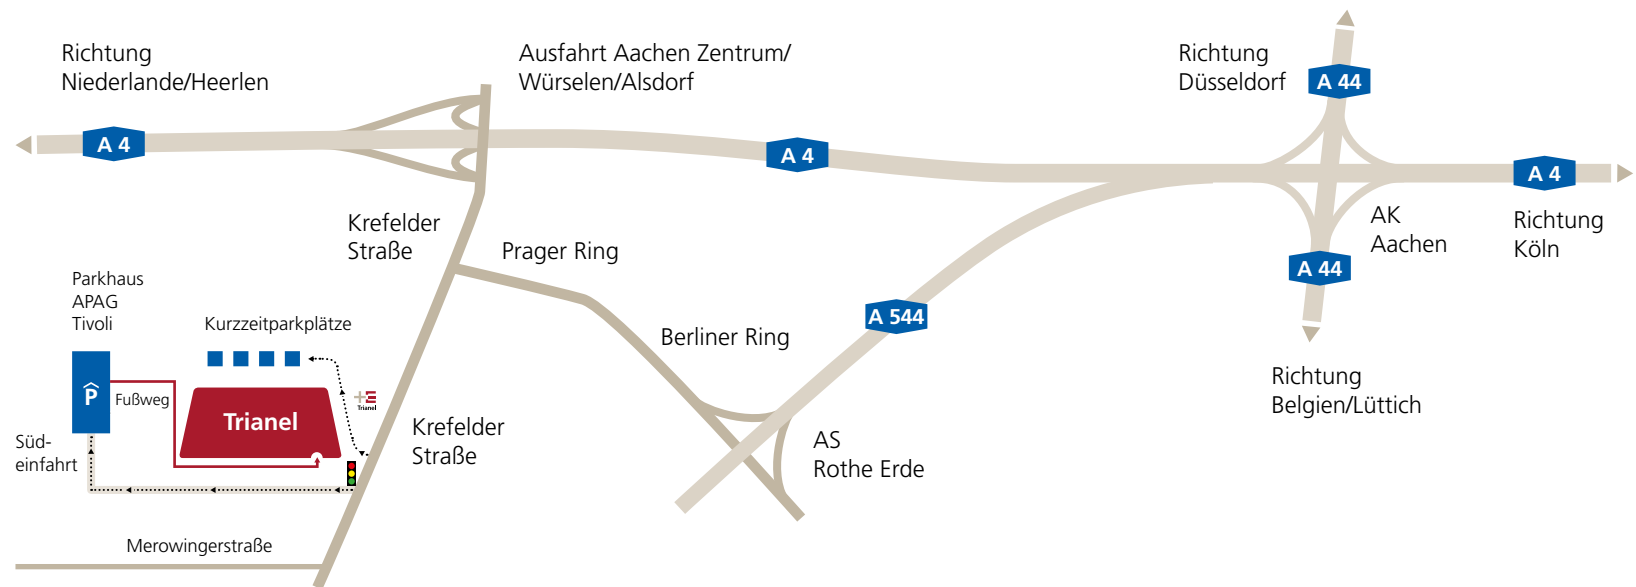 Richtung
Niederlande/Heerlen
Ausfahrt Aachen Zentrum/
Würselen/Alsdorf
Richtung
Düsseldorf
A 44
A 4
A 4
A 4
Krefelder
Straße
Prager Ring
AK
Aachen
Richtung
Köln
A 44
Parkhaus
APAG
Tivoli
Kurzzeitparkplätze
A 544
Berliner Ring
P
Fußweg
Trianel
Trianel
Richtung
Belgien/Lüttich
Süd-
einfahrt
Krefelder
Straße
AS
Rothe Erde
Merowingerstraße